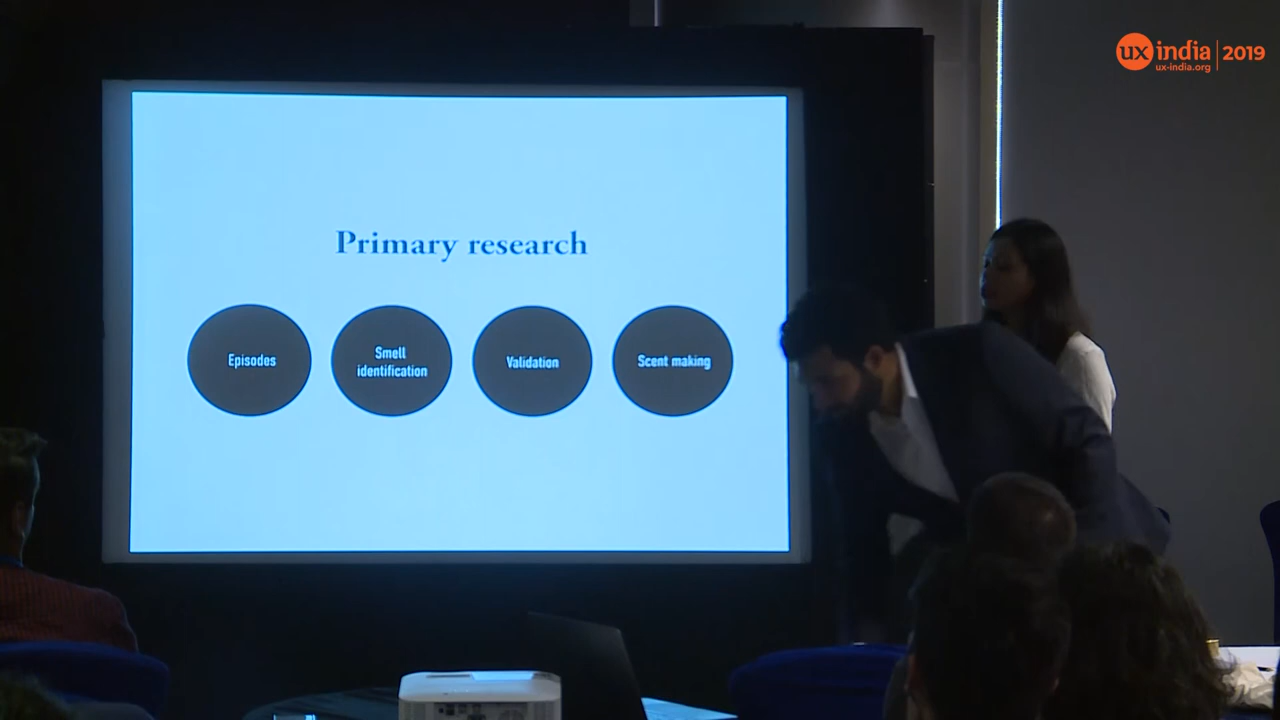 ux india 2019
ux-india.org
Primary research
Episodes
Smell
identification
Validation
Scent making